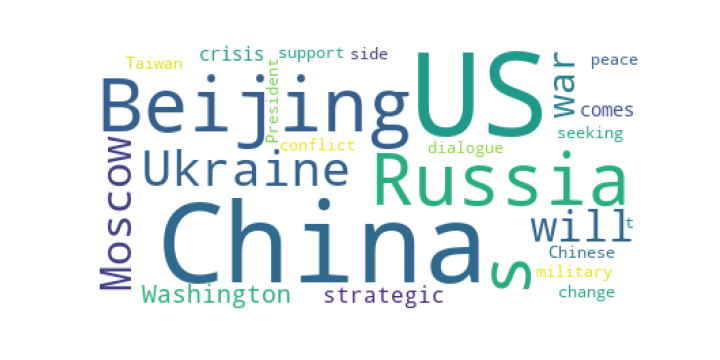 crisis support side
peace
Taiwan
President
US
war
Beijing
comes
seeking
conflict
dialogue
Moscow
Ukraine
Russia
will
t
China
s
Chinese
military
Washington strategic
change